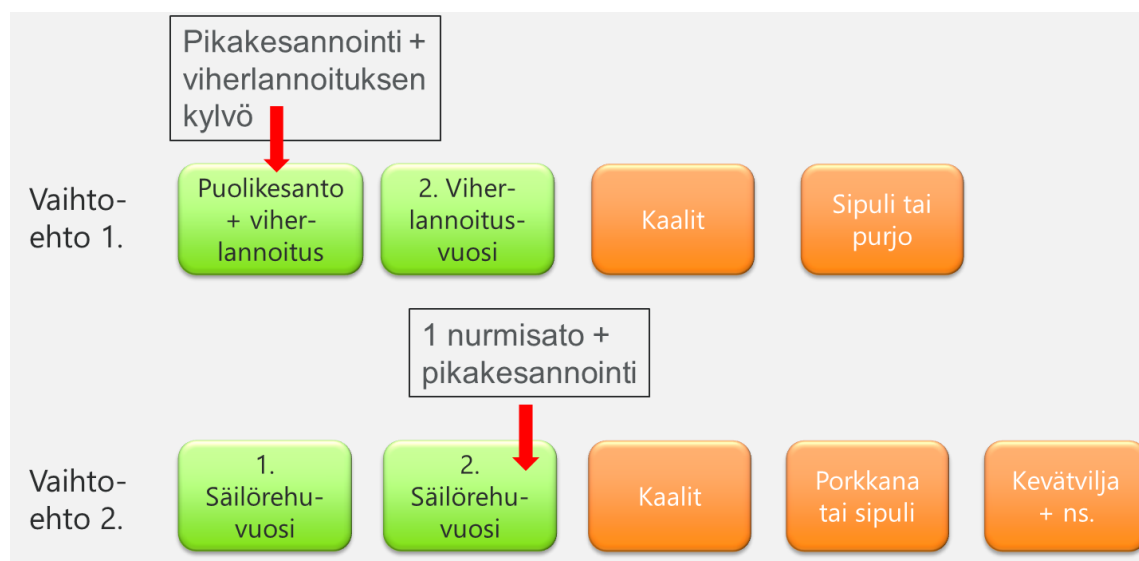 Pikakesannointi +
viherlannoituksen
kylvö
Vaihto-
ehto 1.
Puolikesanto
+ viher-
lannoitus
2. Viher-
lannoitus-
vuosi
Kaalit
Sipuli tai
purjo
1 nurmisato +
pikakesannointi
Vaihto-
ehto 2.
1.
Säilörehu-
vuosi
2.
Säilörehu-
vuosi
Kaalit
Porkkana
tai sipuli
Kevätvilja
+ ns.